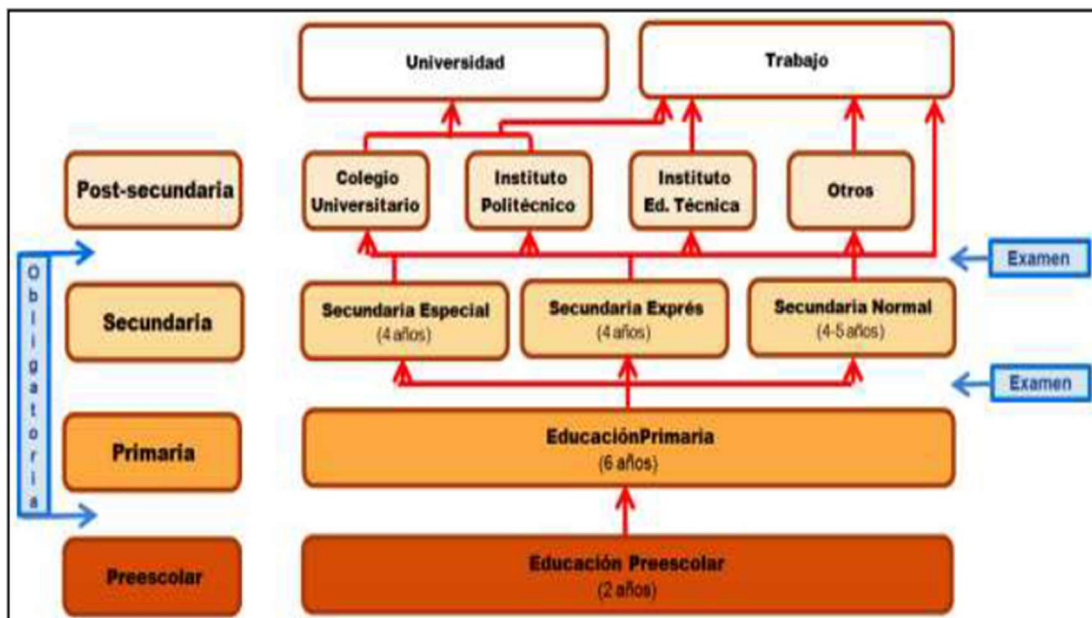 Universidad
Trabajo
Post-secundaria
Colegio
Universitario
Instituto
Politécnico
Instituto
Ed. Técnica
Otros
Examen
Obligatoria
Secundaria
Secundaria Especial
(4 años)
Secundaria Exprés
(4 años)
Secundaria Normal
(4-5 años)
Examen
Primaria
EducaciónPrimaria
(6 años)
Preescolar
Educación Preescolar
(2 años)